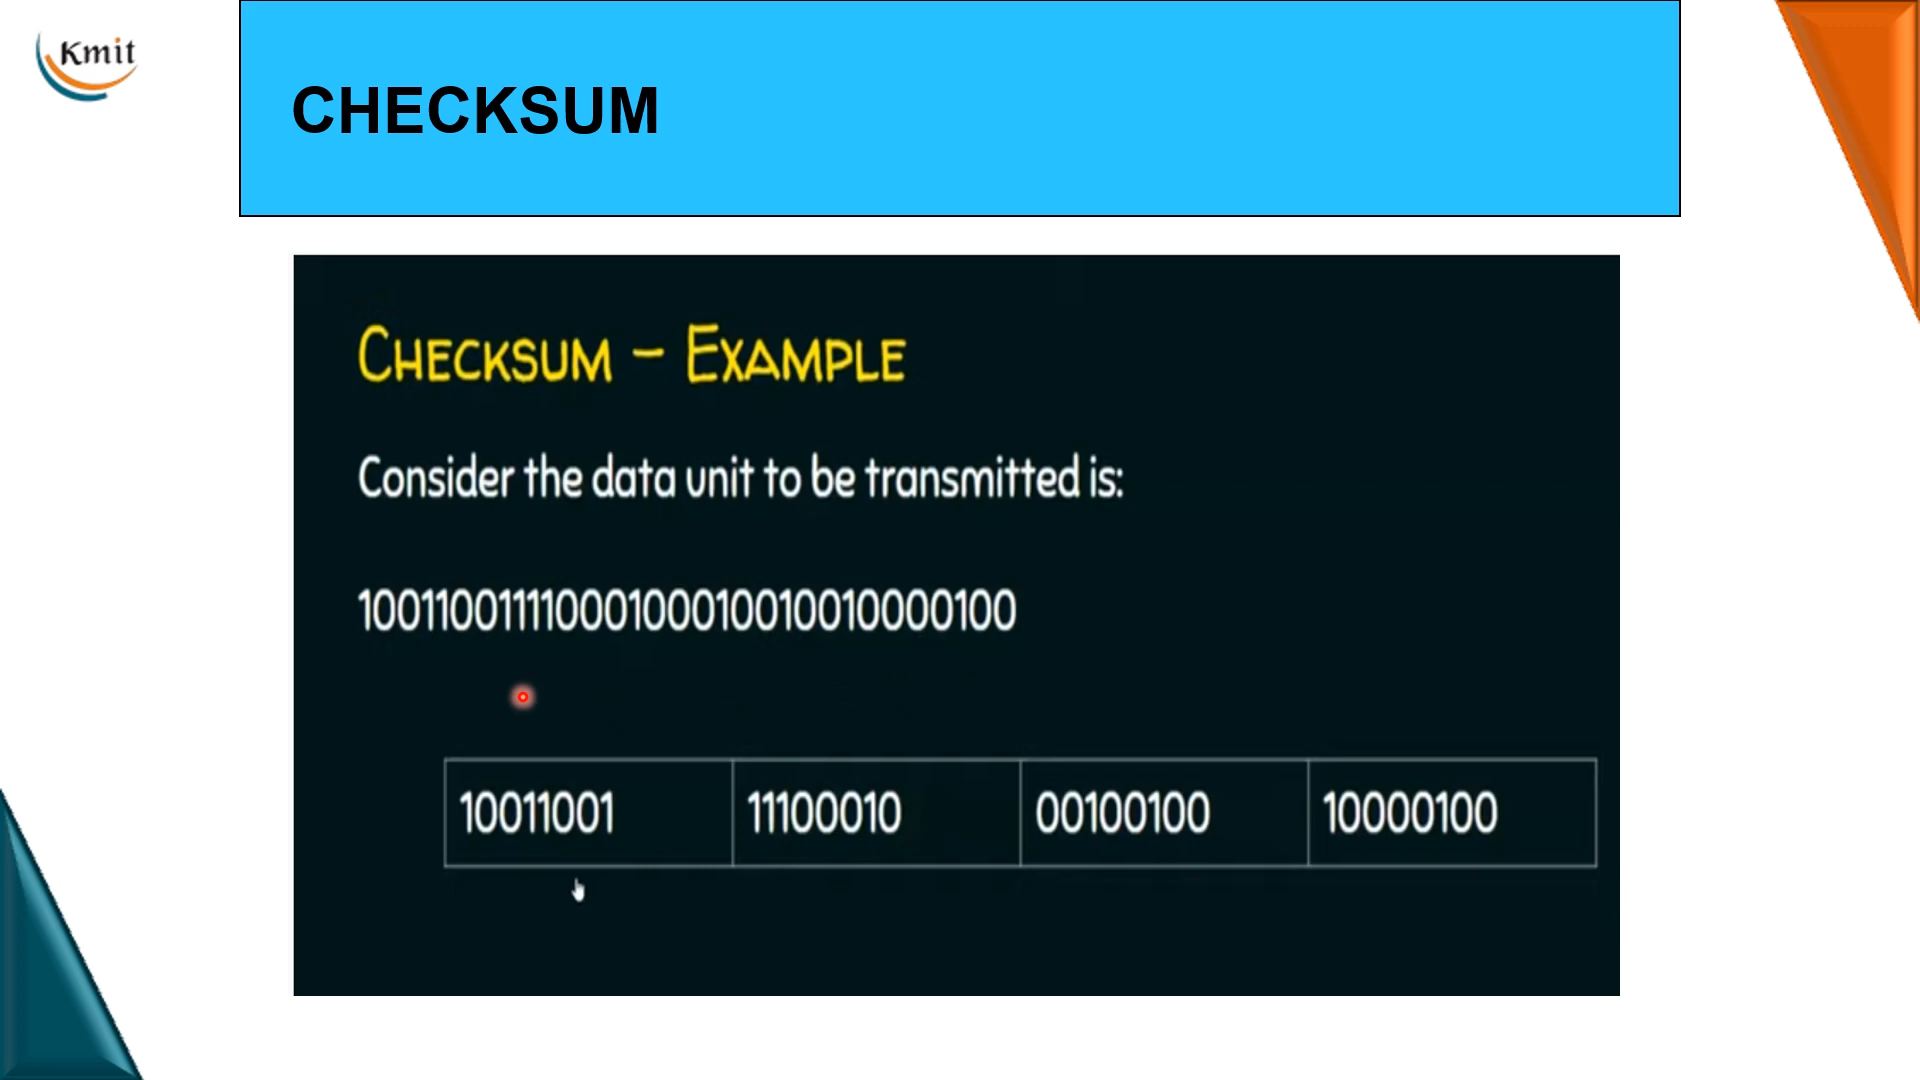 Kmit
CHECKSUM
CHECKSUM – EXAMPLE
Consider the data unit to be transmitted is:
10011001111000100010010010000100
10011001 11100010 00100100 10000100